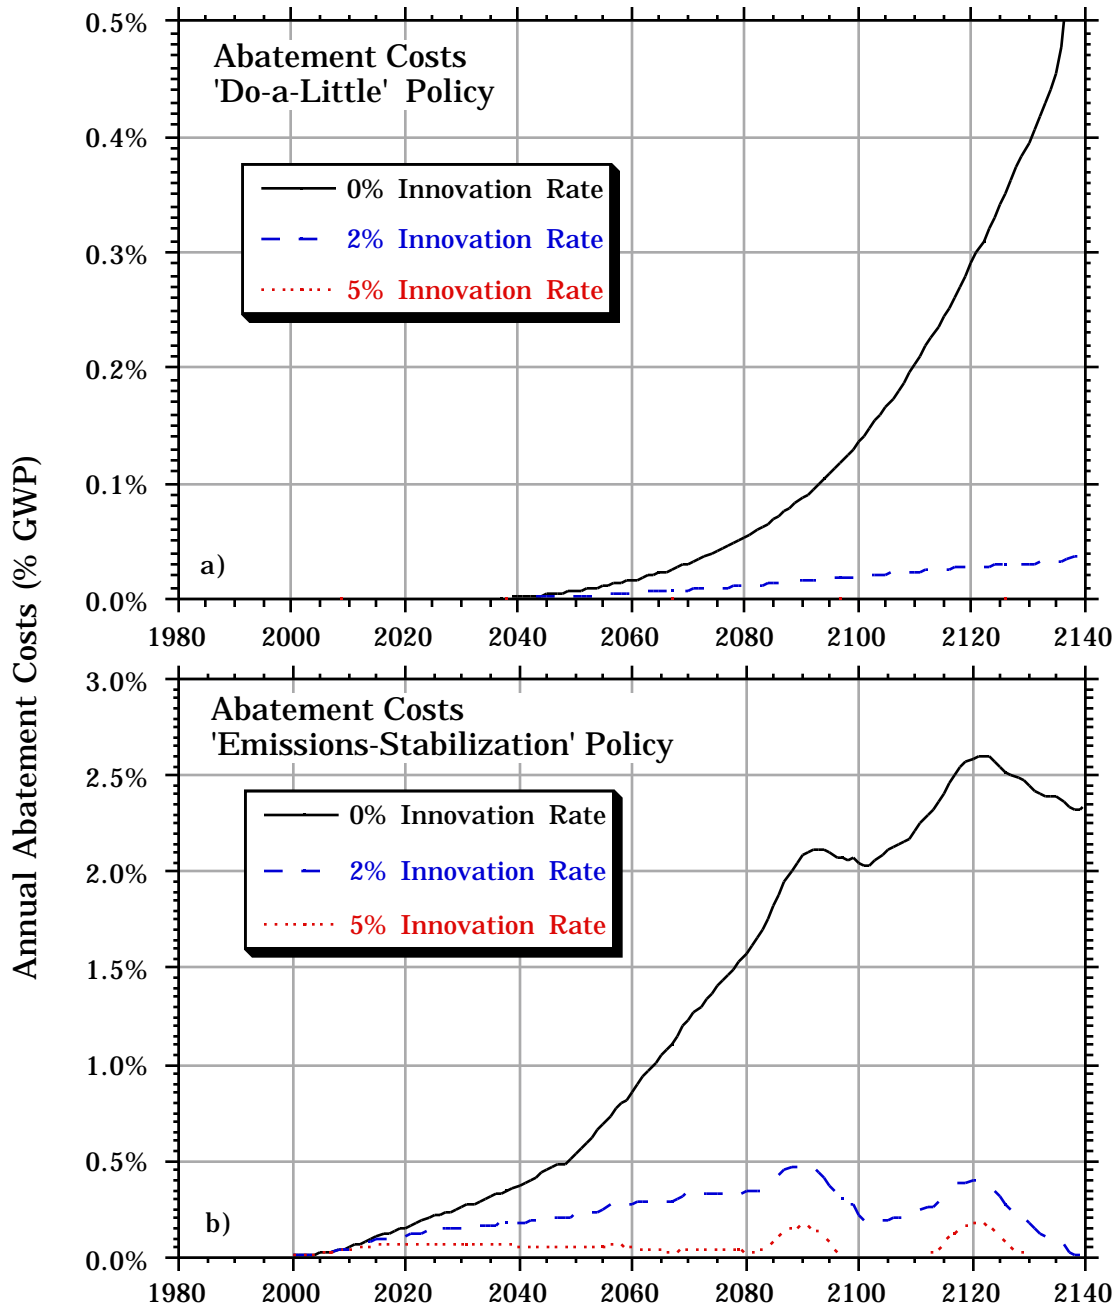 Annual Abatement Costs (% GWP)
0.5%
0.4%
0.3%
0.2%
0.1%
0.0%
Abatement Costs
'Do-a-Little' Policy
0% Innovation Rate
2% Innovation Rate
5% Innovation Rate
a)
1980 2000 2020 2040 2060 2080 2100 2120 2140
3.0%
2.5%
2.0%
1.5%
1.0%
0.5%
0.0%
Abatement Costs
'Emissions-Stabilization' Policy
0% Innovation Rate
2% Innovation Rate
5% Innovation Rate
b)
1980 2000 2020 2040 2060 2080 2100 2120 2140